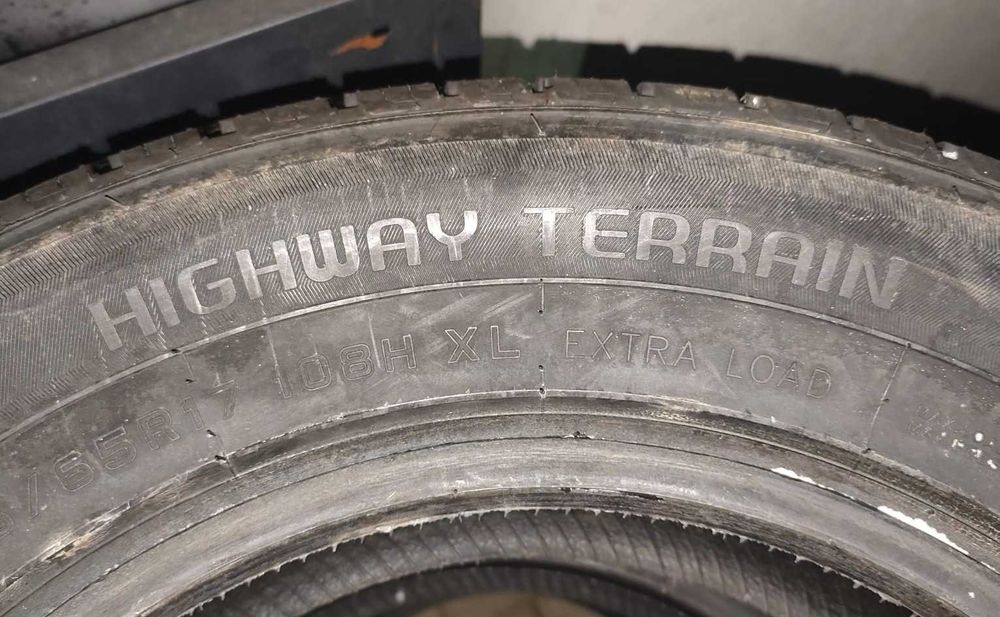 HIGHWAY TERRAIN
/65R17 108H XL EXTRA LOAD